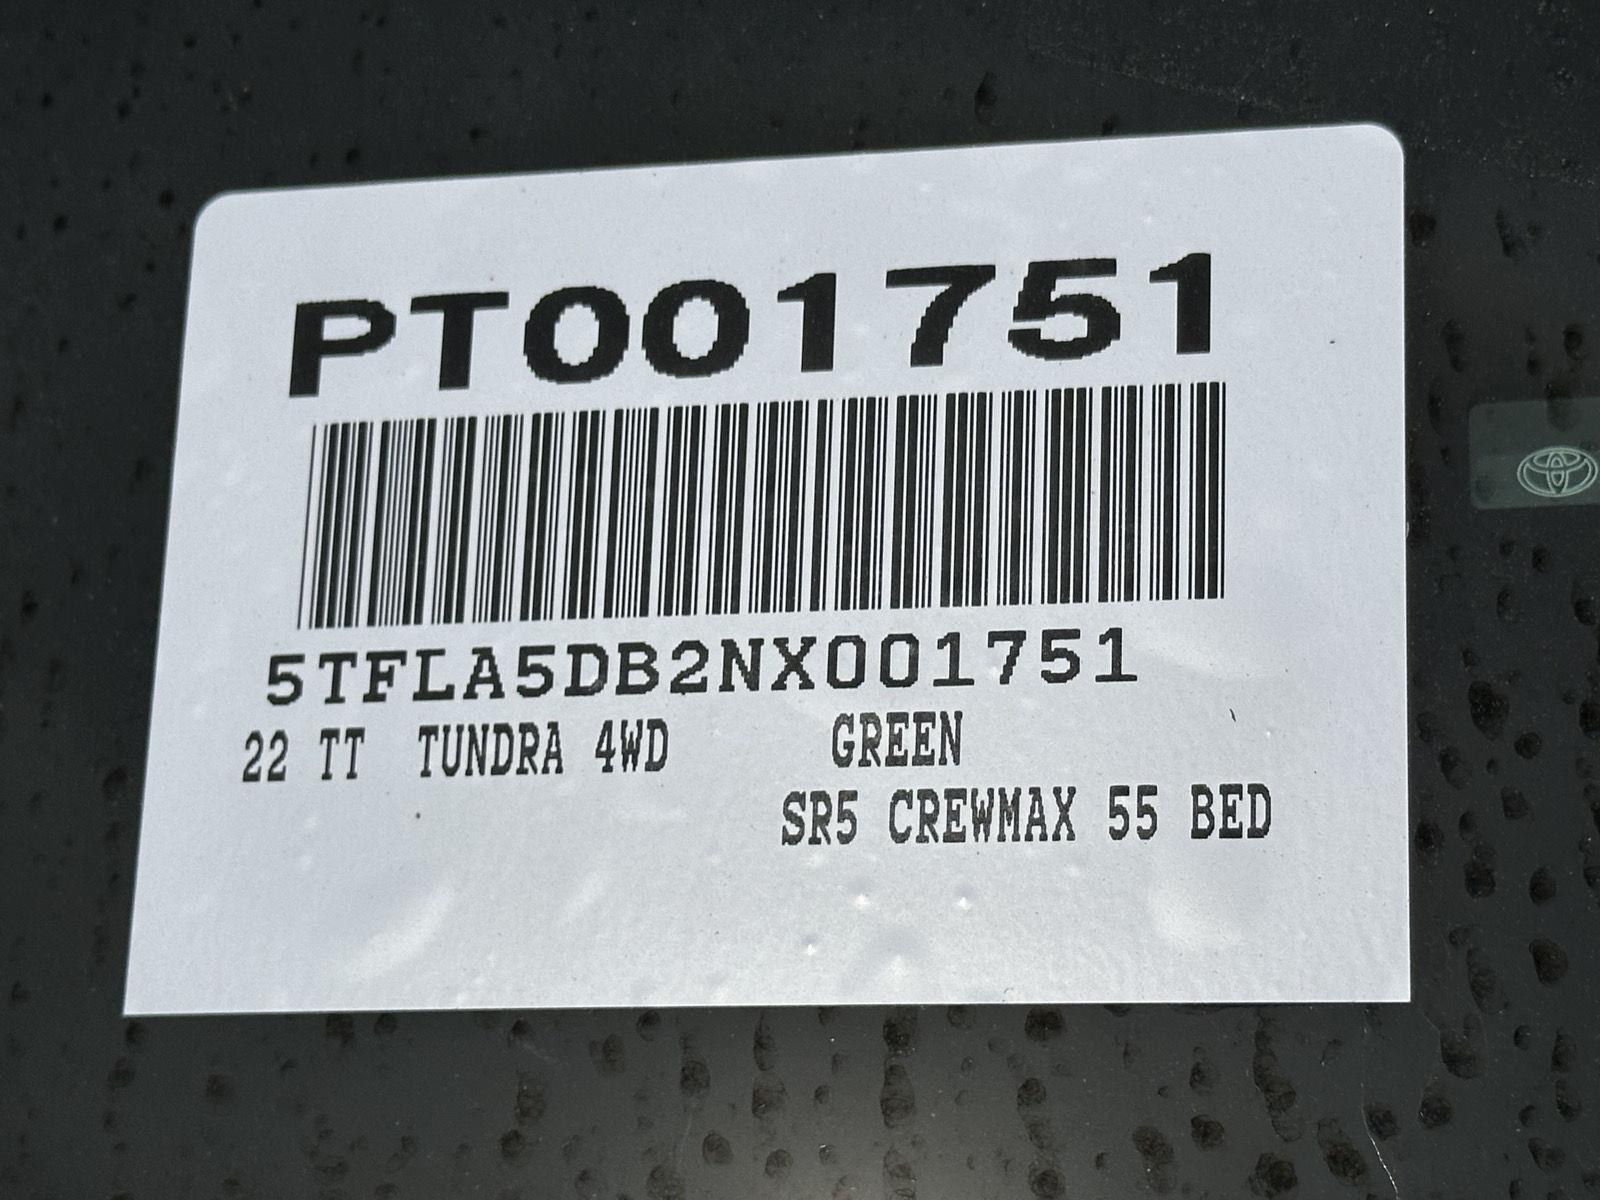 PT001751
5TFLA5DB2NX001751
22 TT TUNDRA 4WD GREEN
SR5 CREWMAX 55 BED